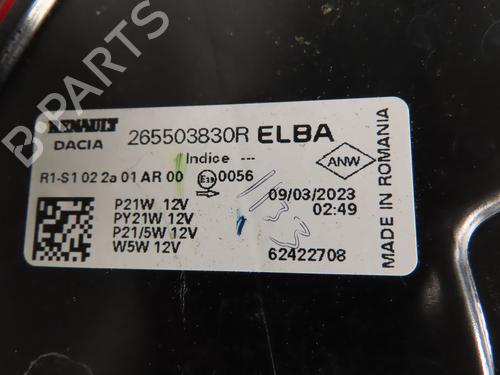 RENAULT
DACIA
265503830R ELBA
Indice ---
R1-S1 02 2a 01 AR 00 E19 0056
ANW
P21W 12V
PY21W 12V
P21/5W 12V
W5W 12V
09/03/2023
02:49
62422708
MADE IN ROMANIA
B-PARTS